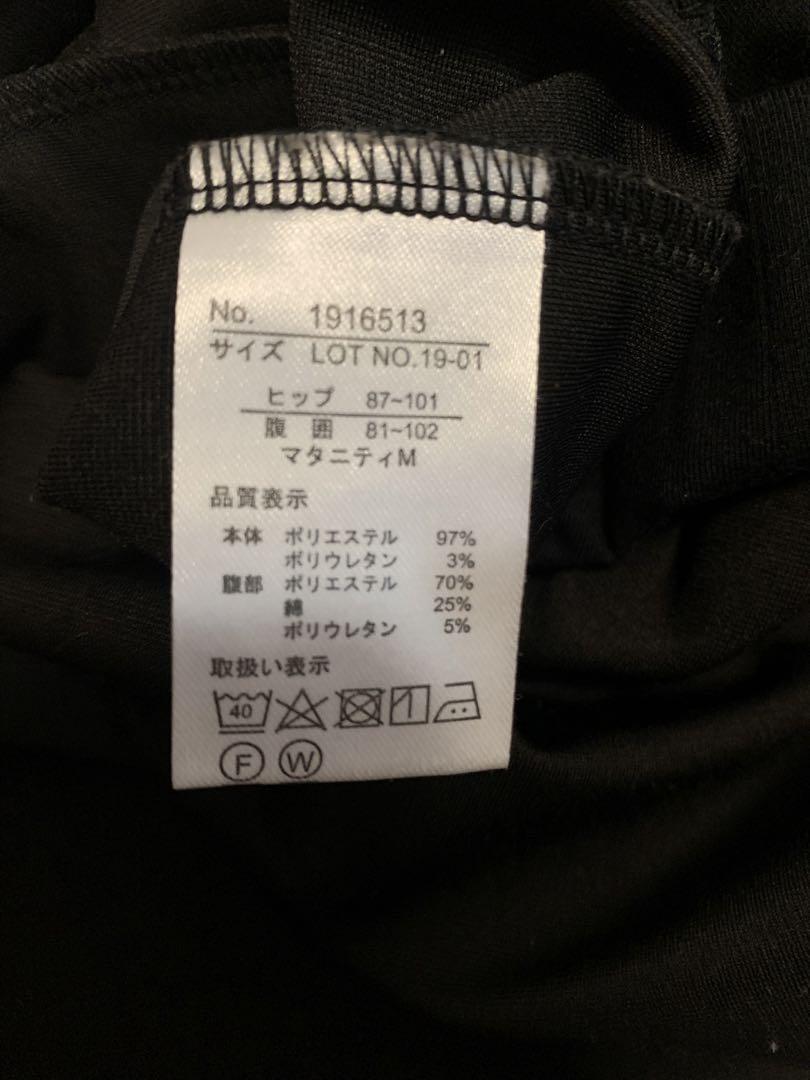 No. 1916513
サイズ LOT NO.19-01
ヒップ 87~101
腹囲 81~102
マタニティM
品質表示
本体 ポリエステル 97%
ポリウレタン 3%
腹部 ポリエステル 70%
綿 25%
ポリウレタン 5%
取扱い表示
40
F W